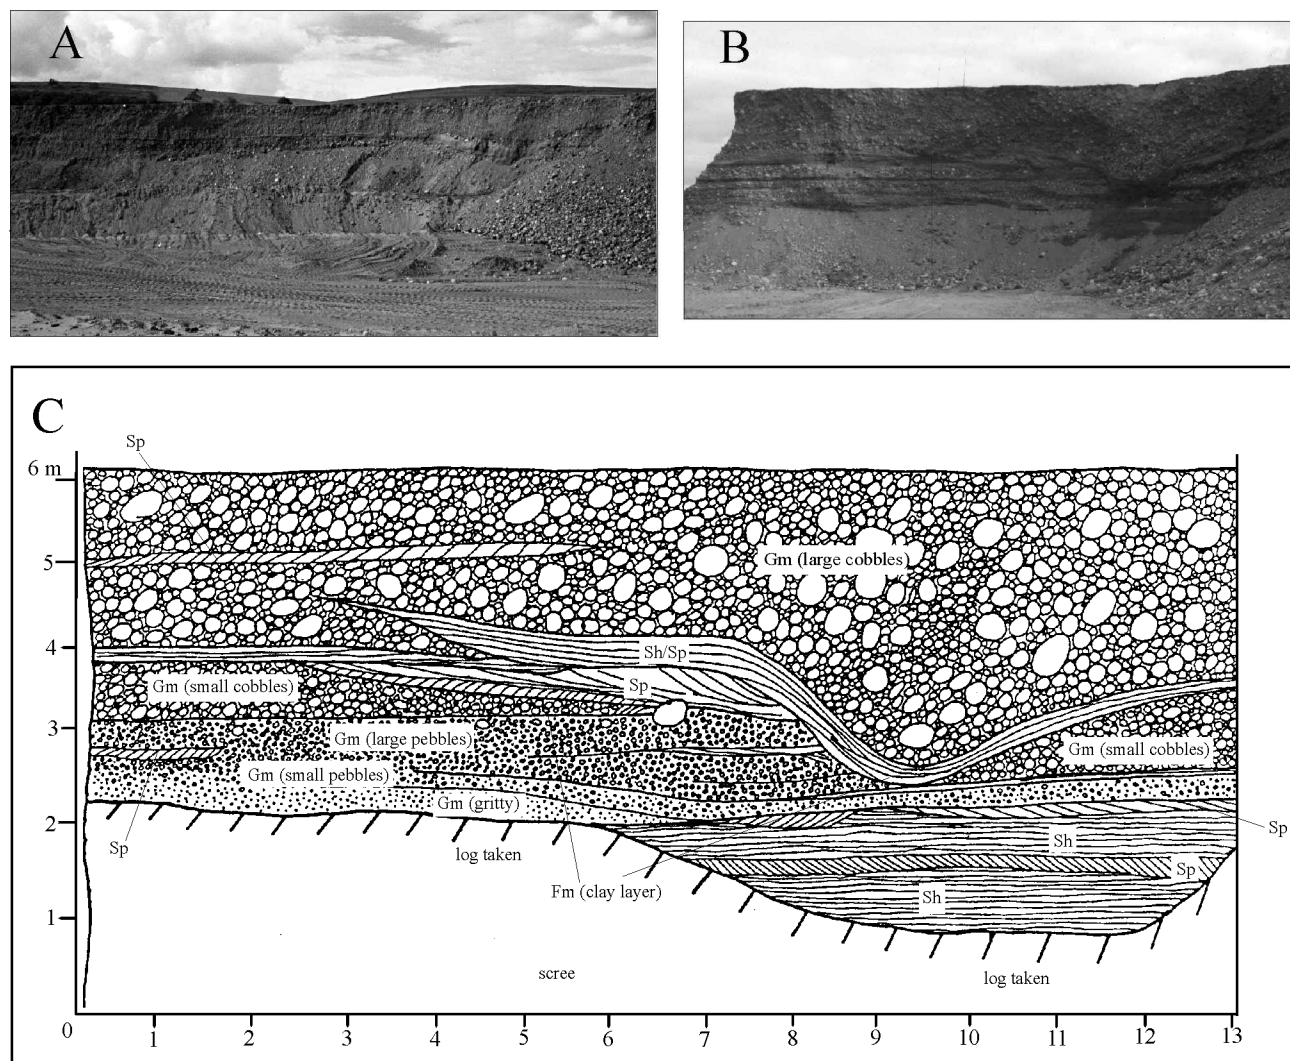 A
B
C
Sp
6 m
5
Gm (large cobbles)
4
Sh/Sp
Gm (small cobbles)
Sp
3
Gm (large pebbles)
Gm (small cobbles)
Gm (small pebbles)
Gm (gritty)
2
Sp
log taken
Sh
Sp
Sp
Fm (clay layer)
Sh
1
scree
log taken
0 1 2 3 4 5 6 7 8 9 10 11 12 13